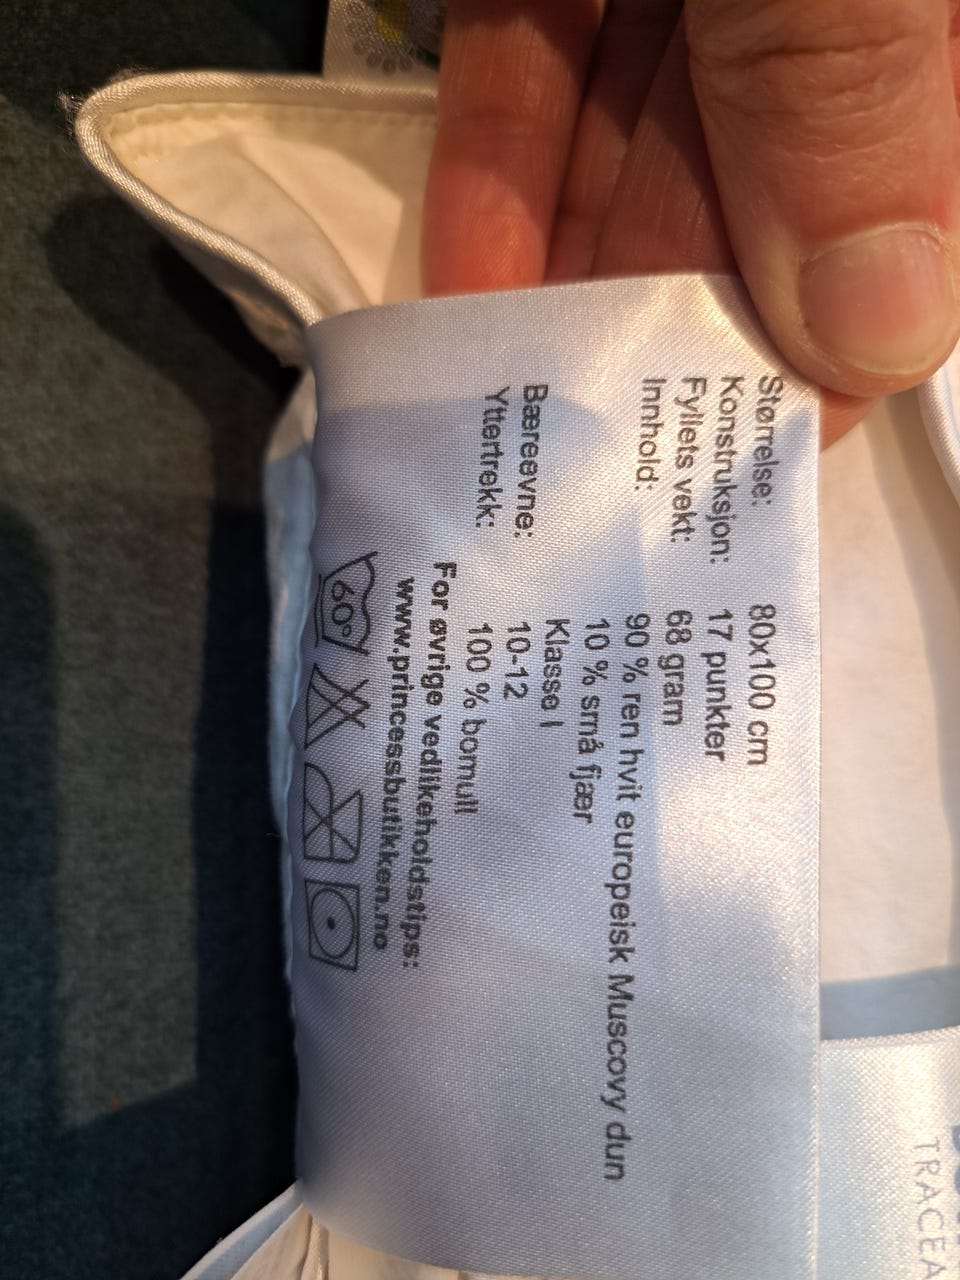 Størrelse: 80x100 cm
Konstruksjon: 17 punkter
Fyllets vekt: 68 gram
Innhold: 90 % ren hvit europeisk Muscovy dun
10 % små fjær
Klasse I
Bæreevne: 10-12
Yttertrekk: 100 % bomull
For øvrige vedlikeholdstips:
www.princessbutikken.no
60°
TRACEA